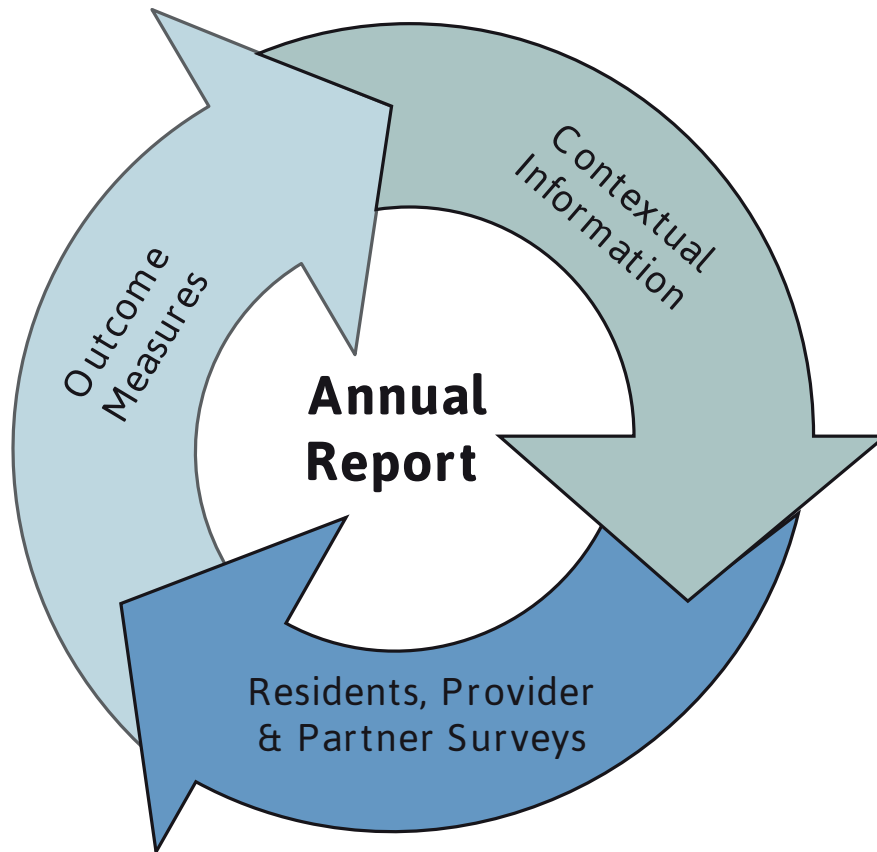 Contextual
Information
Outcome
Measures
Annual
Report
Residents, Provider
& Partner Surveys